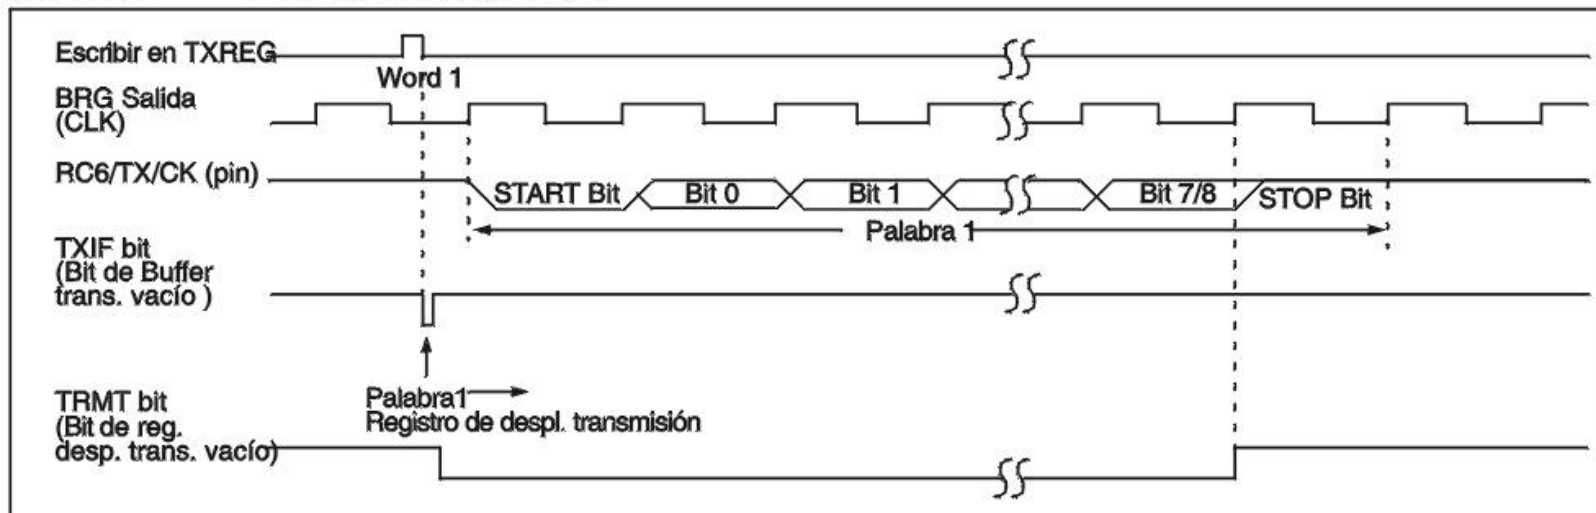 Escribir en TXREG
Word 1
BRG Salida
(CLK)
RC6/TX/CK (pin)
START Bit
Bit 0
Bit 1
Bit 7/8
STOP Bit
Palabra 1
TXIF bit
(Bit de Buffer
trans. vacío )
Palabra1
Registro de despl. transmisión
TRMT bit
(Bit de reg.
desp. trans. vacío)